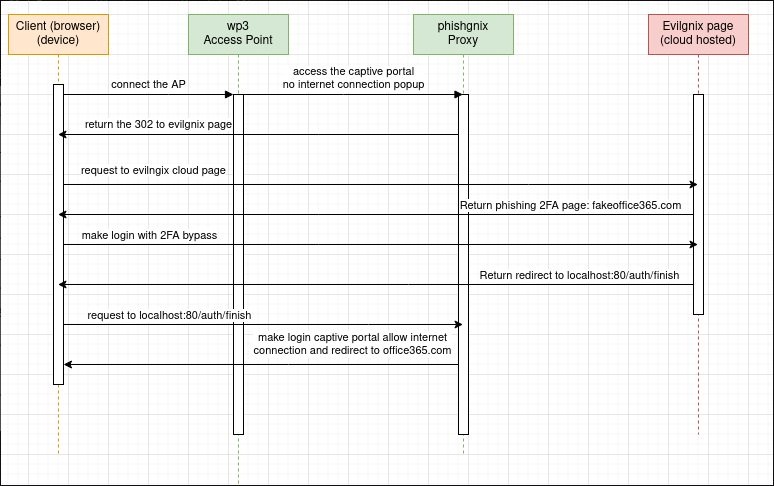 Client (browser)
(device)
wp3
Access Point
phishgnix
Proxy
Evilgnix page
(cloud hosted)
connect the AP
access the captive portal
no internet connection popup
return the 302 to evilgnix page
request to evilngix cloud page
Return phishing 2FA page: fakeoffice365.com
make login with 2FA bypass
Return redirect to localhost:80/auth/finish
request to localhost:80/auth/finish
make login captive portal allow internet
connection and redirect to office365.com